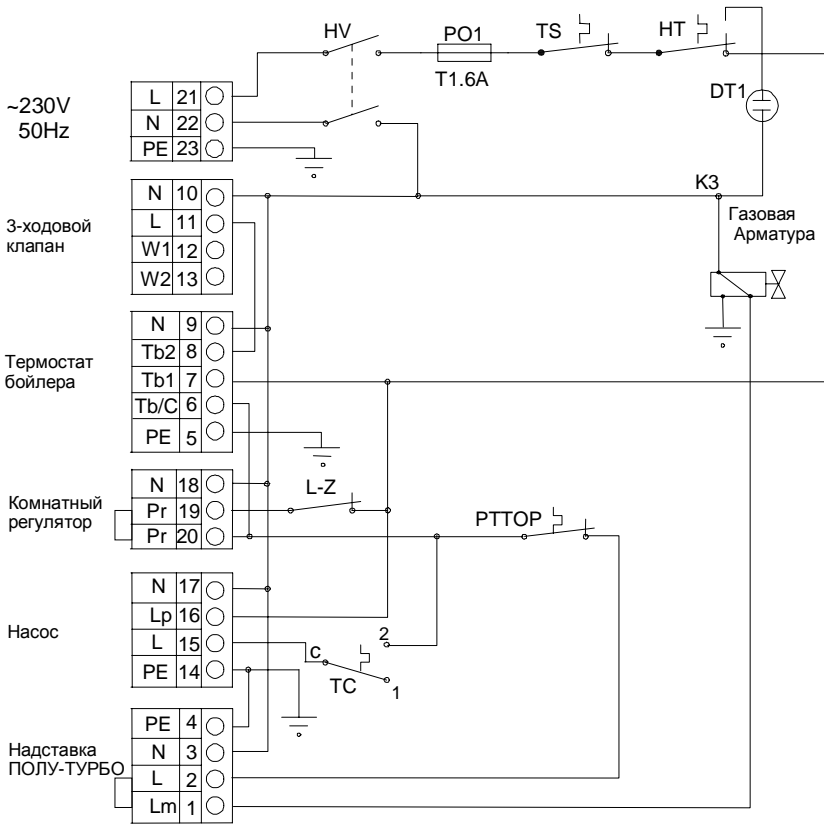 HV
PO1
T1.6A
TS
HT
DT1
~230V
50Hz
L 21
N 22
PE 23
3-ходовой
клапан
N 10
L 11
W1 12
W2 13
K3
Газовая
Арматура
Термостат
бойлера
N 9
Tb2 8
Tb1 7
Tb/C 6
PE 5
Комнатный
регулятор
N 18
Pr 19
Pr 20
L-Z
PTTOP
Насос
N 17
Lp 16
L 15
PE 14
c
2
1
TC
Надставка
ПОЛУ-ТУРБО
PE 4
N 3
L 2
Lm 1